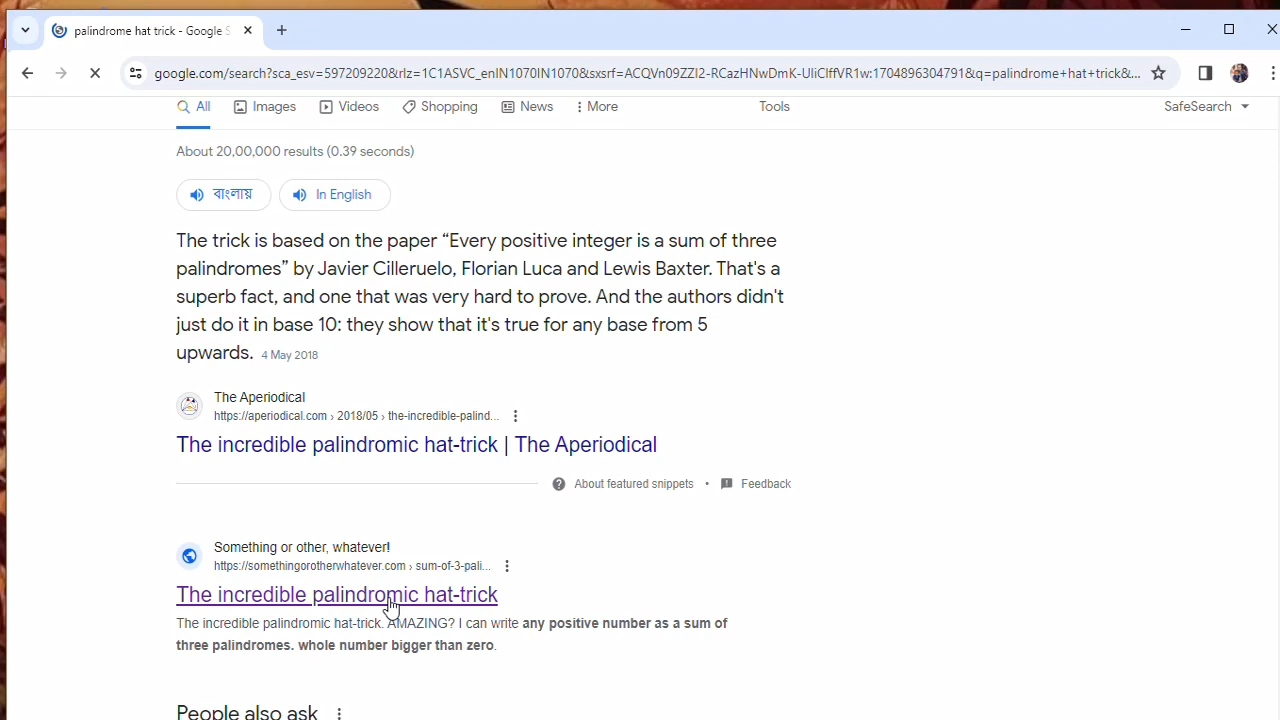 palindrome hat trick - Google S
google.com/search?sca_esv=597209220&rlz=1C1ASVC_enIN1070IN1070&sxsrf=ACQVn09ZZI2-RCazHNwDmK-UIiClffVR1w:1704896304791&q=palindrome+hat+trick&...
All Images Videos Shopping News More Tools SafeSearch
About 20,00,000 results (0.39 seconds)
বাংলায় In English
The trick is based on the paper “Every positive integer is a sum of three
palindromes” by Javier Cilleruelo, Florian Luca and Lewis Baxter. That's a
superb fact, and one that was very hard to prove. And the authors didn't
just do it in base 10: they show that it's true for any base from 5
upwards. 4 May 2018
The Aperiodical
https://aperiodical.com › 2018/05 › the-incredible-palind...
The incredible palindromic hat-trick | The Aperiodical
About featured snippets • Feedback
Something or other, whatever!
https://somethingorotherwhatever.com › sum-of-3-pali...
The incredible palindromic hat-trick
The incredible palindromic hat-trick. AMAZING? I can write any positive number as a sum of
three palindromes. whole number bigger than zero.
People also ask